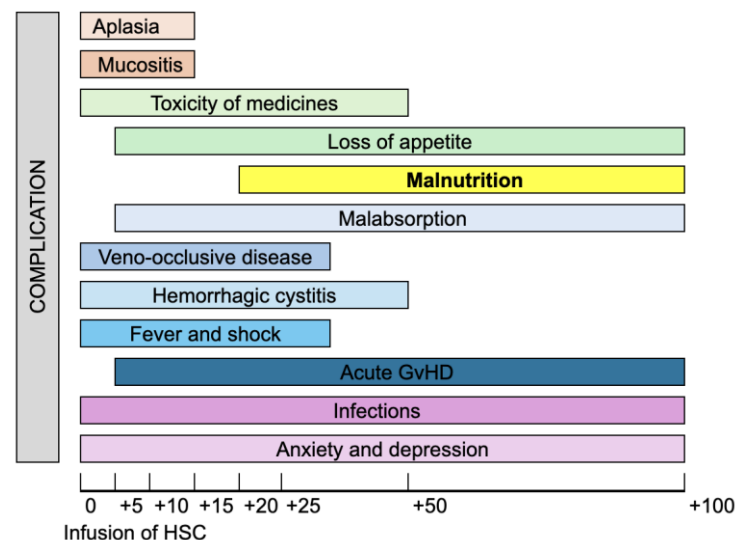 COMPLICATION
Aplasia
Mucositis
Toxicity of medicines
Loss of appetite
Malnutrition
Malabsorption
Veno-occlusive disease
Hemorrhagic cystitis
Fever and shock
Acute GvHD
Infections
Anxiety and depression
0 +5 +10 +15 +20 +25 +50 +100
Infusion of HSC